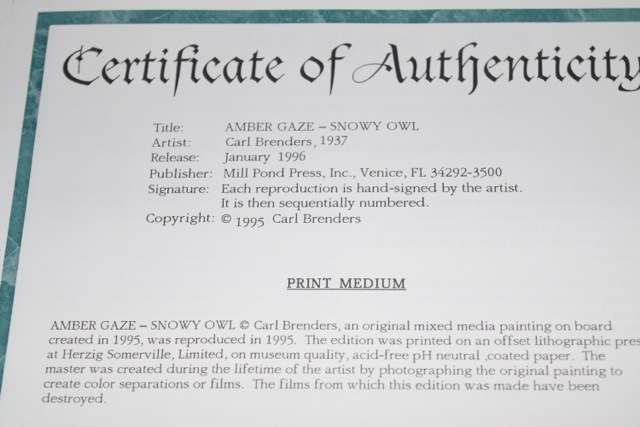 Certificate of Authenticity
Title: AMBER GAZE – SNOWY OWL
Artist: Carl Brenders, 1937
Release: January 1996
Publisher: Mill Pond Press, Inc., Venice, FL 34292-3500
Signature: Each reproduction is hand-signed by the artist.
It is then sequentially numbered.
Copyright: © 1995 Carl Brenders
PRINT MEDIUM
AMBER GAZE – SNOWY OWL © Carl Brenders, an original mixed media painting on board
created in 1995, was reproduced in 1995. The edition was printed on an offset lithographic pres
at Herzig Somerville, Limited, on museum quality, acid-free pH neutral ,coated paper. The
master was created during the lifetime of the artist by photographing the original painting to
create color separations or films. The films from which this edition was made have been
destroyed.